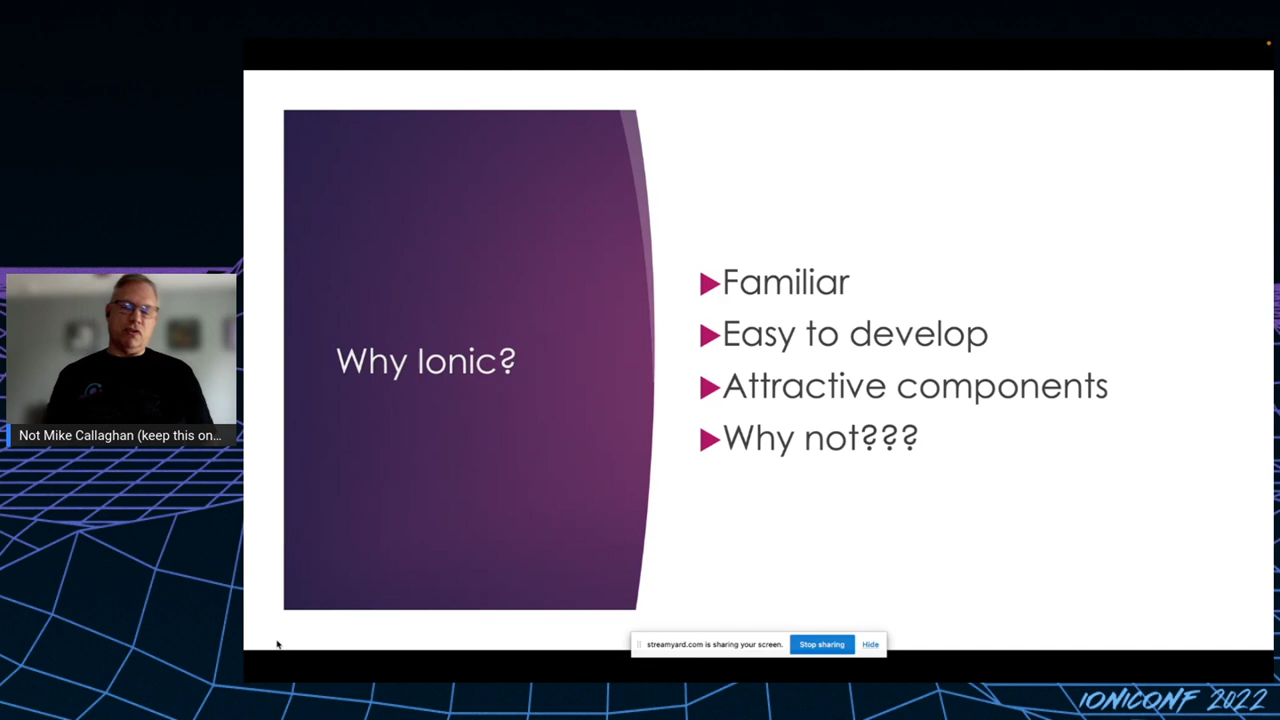 Why Ionic?
Familiar
Easy to develop
Attractive components
Why not???
Not Mike Callaghan (keep this on...
streamyard.com is sharing your screen.
Stop sharing
Hide
IONICONF 2022